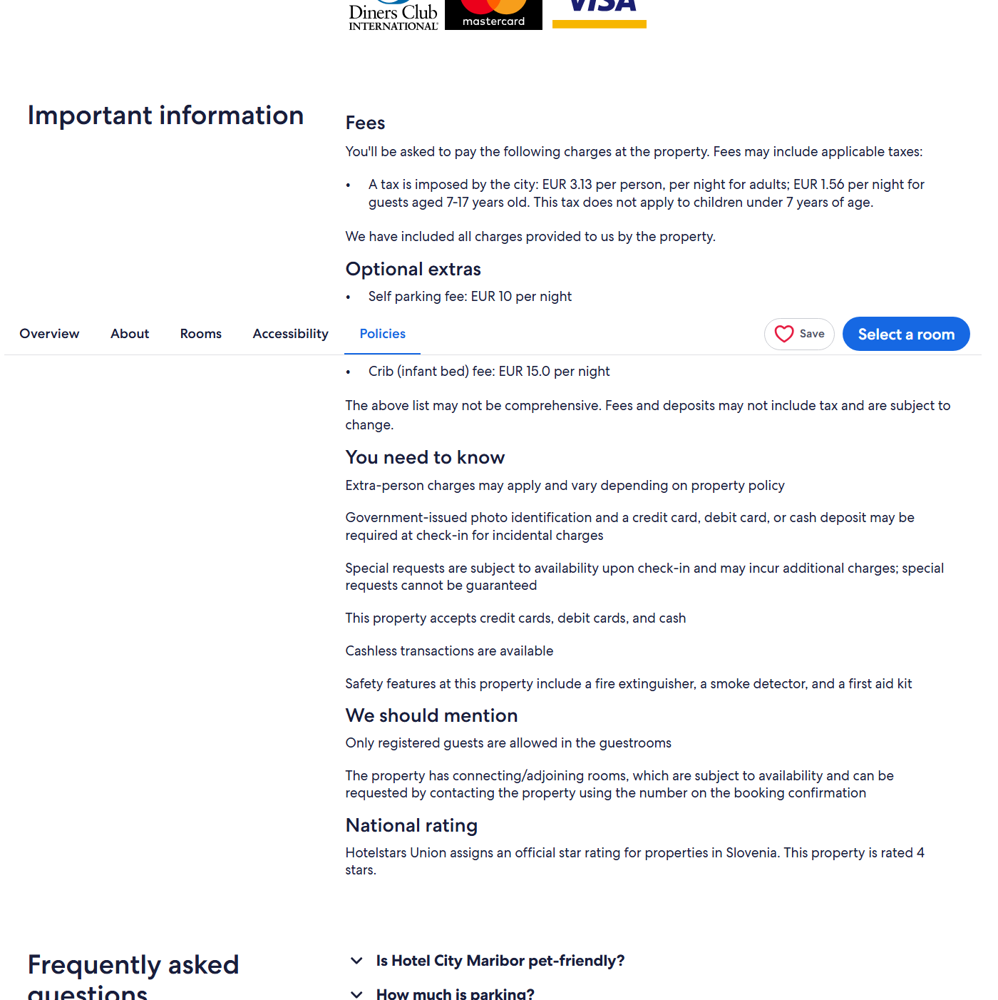 Diners Club
INTERNATIONAL®
mastercard
VISA
Important information
Fees
You'll be asked to pay the following charges at the property. Fees may include applicable taxes:
• A tax is imposed by the city: EUR 3.13 per person, per night for adults; EUR 1.56 per night for
guests aged 7-17 years old. This tax does not apply to children under 7 years of age.
We have included all charges provided to us by the property.
Optional extras
• Self parking fee: EUR 10 per night
Overview About Rooms Accessibility Policies Save Select a room
• Crib (infant bed) fee: EUR 15.0 per night
The above list may not be comprehensive. Fees and deposits may not include tax and are subject to
change.
You need to know
Extra-person charges may apply and vary depending on property policy
Government-issued photo identification and a credit card, debit card, or cash deposit may be
required at check-in for incidental charges
Special requests are subject to availability upon check-in and may incur additional charges; special
requests cannot be guaranteed
This property accepts credit cards, debit cards, and cash
Cashless transactions are available
Safety features at this property include a fire extinguisher, a smoke detector, and a first aid kit
We should mention
Only registered guests are allowed in the guestrooms
The property has connecting/adjoining rooms, which are subject to availability and can be
requested by contacting the property using the number on the booking confirmation
National rating
Hotelstars Union assigns an official star rating for properties in Slovenia. This property is rated 4
stars.
Frequently asked
questions
Is Hotel City Maribor pet-friendly?
How much is parking?